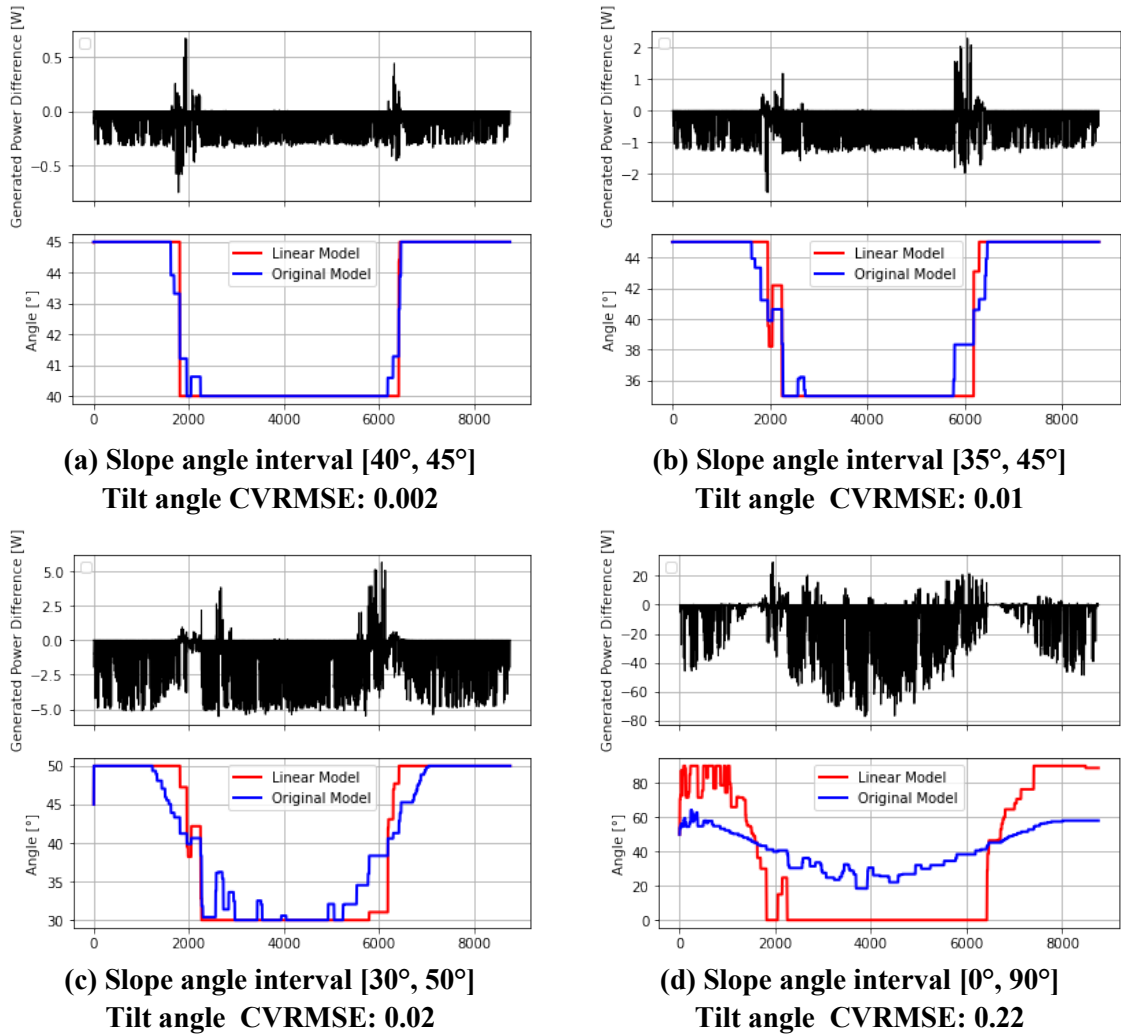 Generated Power Difference [W]
0.5
0.0
−0.5
Generated Power Difference [W]
2
1
0
−1
−2
Angle [°]
45
44
43
42
41
40
Linear Model
Original Model
0 2000 4000 6000 8000
Angle [°]
44
42
40
38
36
Linear Model
Original Model
0 2000 4000 6000 8000
(a) Slope angle interval [40°, 45°]
Tilt angle CVRMSE: 0.002
(b) Slope angle interval [35°, 45°]
Tilt angle CVRMSE: 0.01
Generated Power Difference [W]
5.0
2.5
0.0
−2.5
−5.0
Generated Power Difference [W]
20
0
−20
−40
−60
−80
Angle [°]
50
45
40
35
30
Linear Model
Original Model
0 2000 4000 6000 8000
Angle [°]
80
60
40
20
0
Linear Model
Original Model
0 2000 4000 6000 8000
(c) Slope angle interval [30°, 50°]
Tilt angle CVRMSE: 0.02
(d) Slope angle interval [0°, 90°]
Tilt angle CVRMSE: 0.22